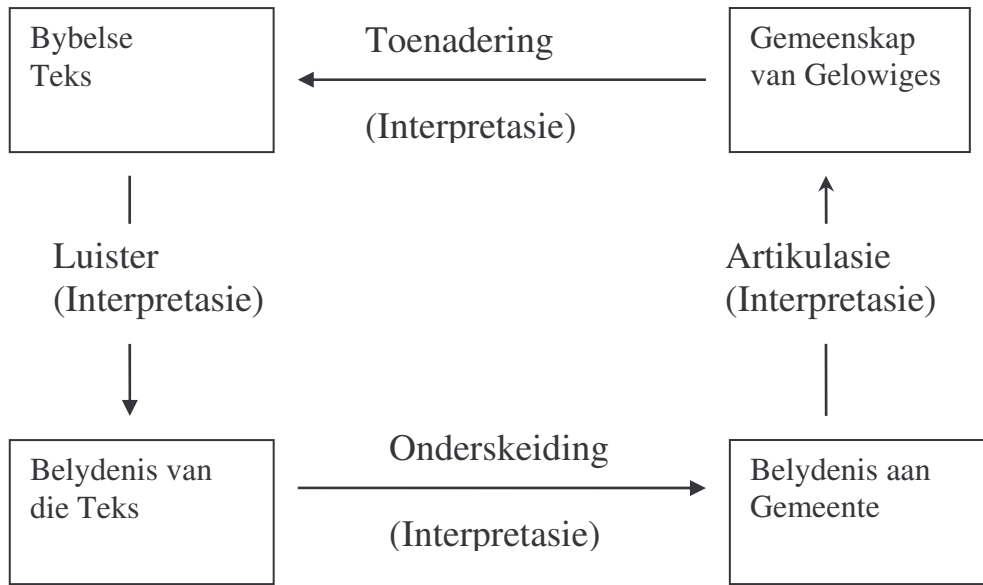 Bybelse
Teks
Toenadering
(Interpretasie)
Gemeenskap
van Gelowiges
Luister
(Interpretasie)
Artikulasie
(Interpretasie)
Belydenis van
die Teks
Onderskeiding
(Interpretasie)
Belydenis aan
Gemeente